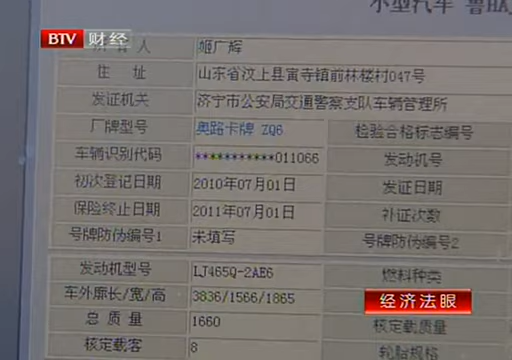 小型汽车 鲁HA
BTV 财经
所有人 姬广辉
住址 山东省汶上县寅寺镇前林楼村047号
发证机关 济宁市公安局交通警察支队车辆管理所
厂牌型号 奥路卡牌 ZQ6 检验合格标志编号
车辆识别代码 ***********011066 发动机号
初次登记日期 2010年07月01日 发证日期
保险终止日期 2011年07月01日 补证次数
号牌防伪编号1 未填写 号牌防伪编号2
发动机型号 LJ465Q-2AE6 燃料种类
车外廓长/宽/高 3836/1566/1865
经济法眼
总质量 1660 核定载质量
核定载客 8 轮胎规格